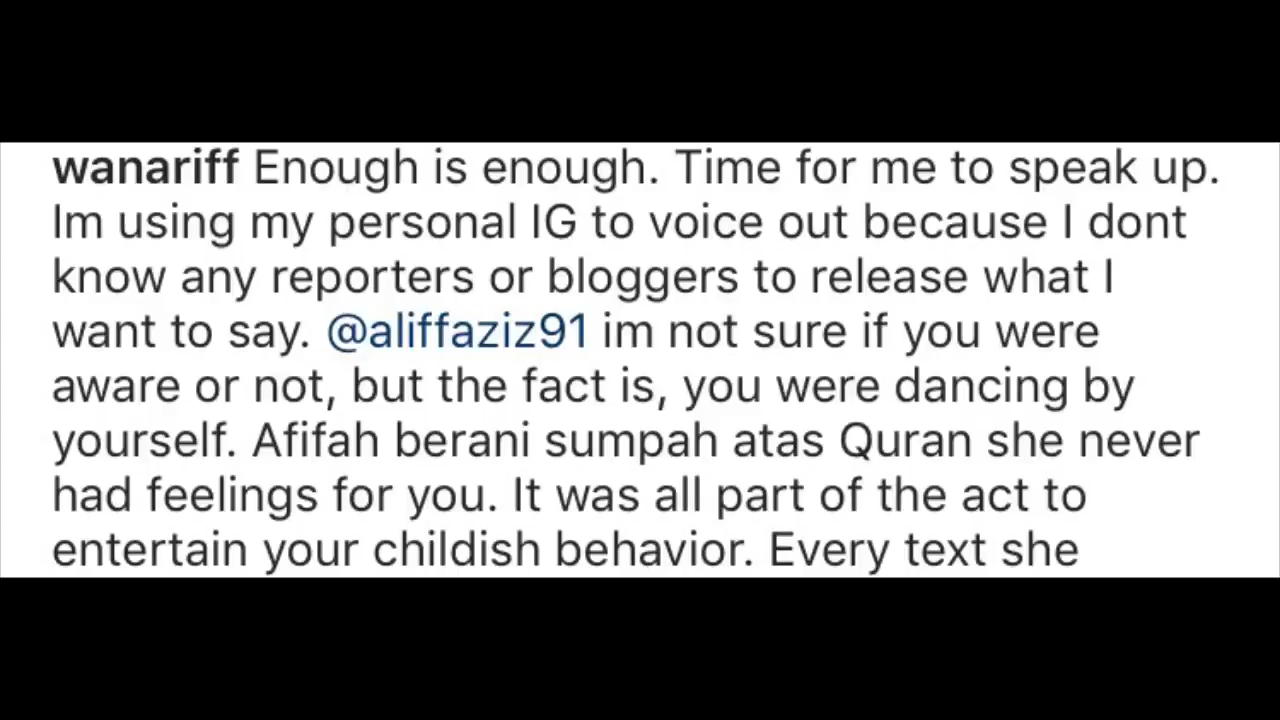 wanariff Enough is enough. Time for me to speak up.
Im using my personal IG to voice out because I dont
know any reporters or bloggers to release what I
want to say. @aliffaziz91 im not sure if you were
aware or not, but the fact is, you were dancing by
yourself. Afifah berani sumpah atas Quran she never
had feelings for you. It was all part of the act to
entertain your childish behavior. Every text she